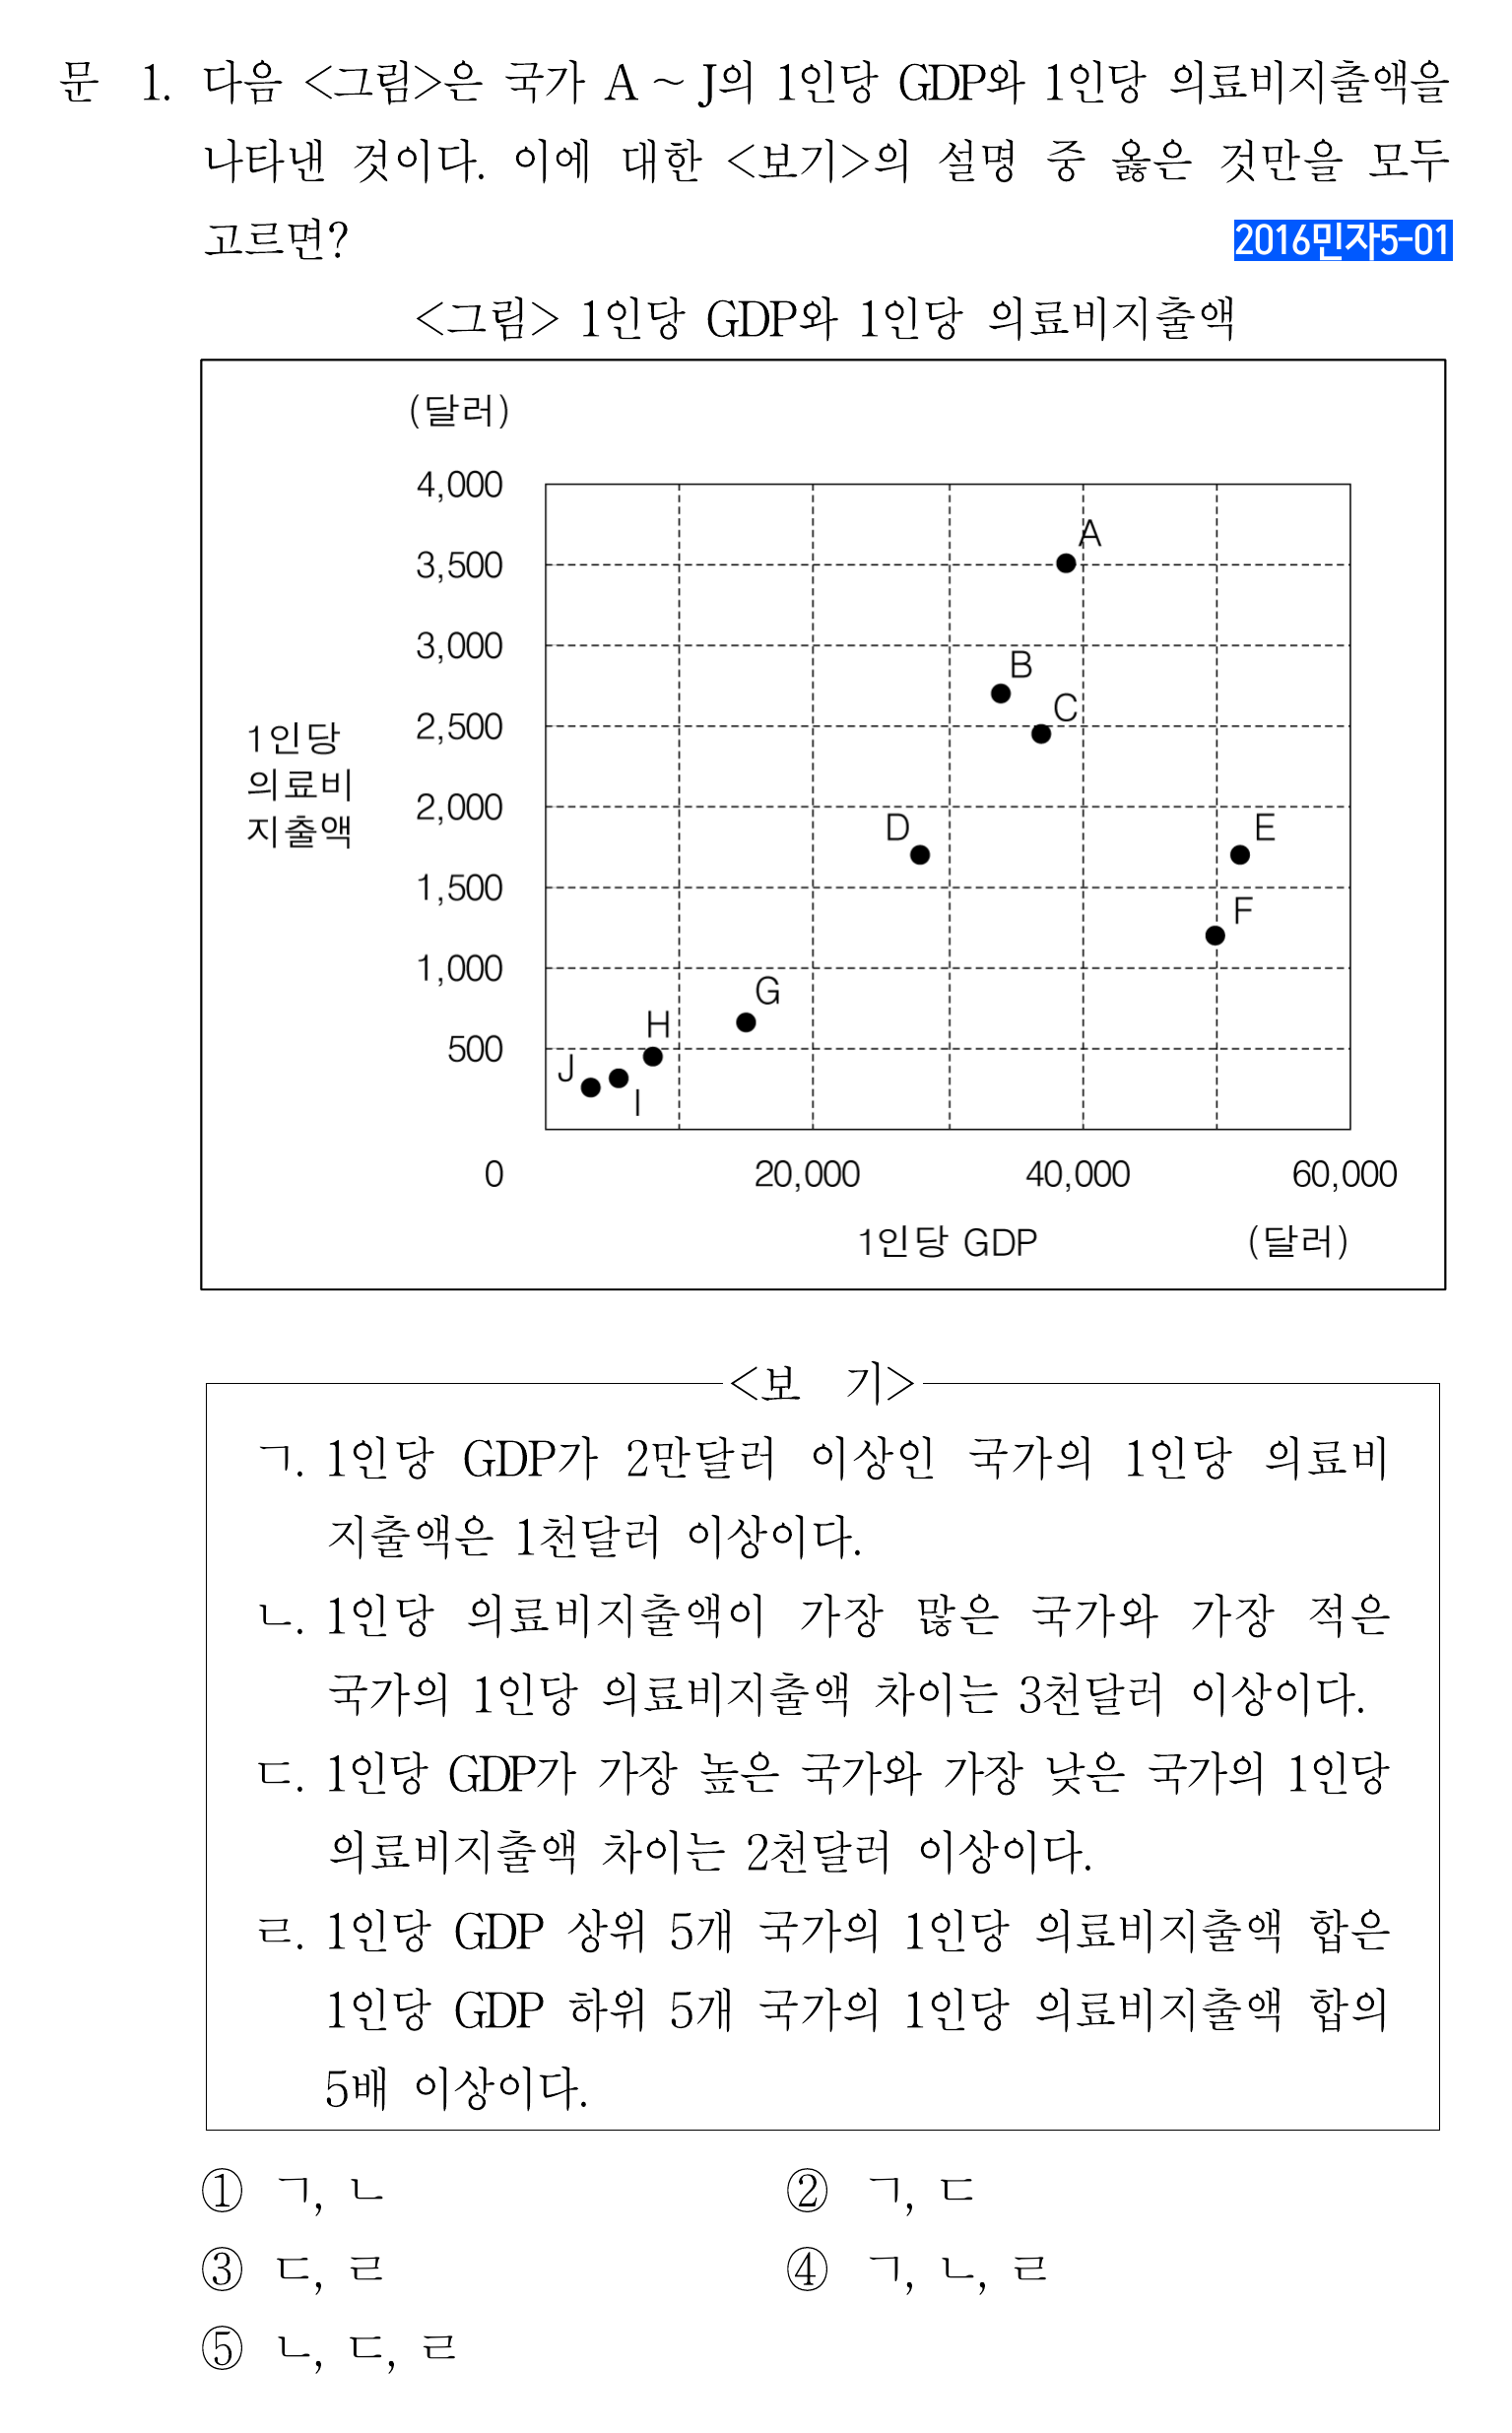 문 1. 다음 <그림>은 국가 A ~ J의 1인당 GDP와 1인당 의료비지출액을
나타낸 것이다. 이에 대한 <보기>의 설명 중 옳은 것만을 모두
고르면?
2016민자5-01
<그림> 1인당 GDP와 1인당 의료비지출액
(달러)
4,000
3,500
3,000
2,500
2,000
1,500
1,000
500
1인당
의료비
지출액
A
B
C
D
E
F
G
H
J
I
0 20,000 40,000 60,000
1인당 GDP (달러)
<보 기>
ㄱ. 1인당 GDP가 2만달러 이상인 국가의 1인당 의료비
지출액은 1천달러 이상이다.
ㄴ. 1인당 의료비지출액이 가장 많은 국가와 가장 적은
국가의 1인당 의료비지출액 차이는 3천달러 이상이다.
ㄷ. 1인당 GDP가 가장 높은 국가와 가장 낮은 국가의 1인당
의료비지출액 차이는 2천달러 이상이다.
ㄹ. 1인당 GDP 상위 5개 국가의 1인당 의료비지출액 합은
1인당 GDP 하위 5개 국가의 1인당 의료비지출액 합의
5배 이상이다.
① ㄱ, ㄴ ② ㄱ, ㄷ
③ ㄷ, ㄹ ④ ㄱ, ㄴ, ㄹ
⑤ ㄴ, ㄷ, ㄹ